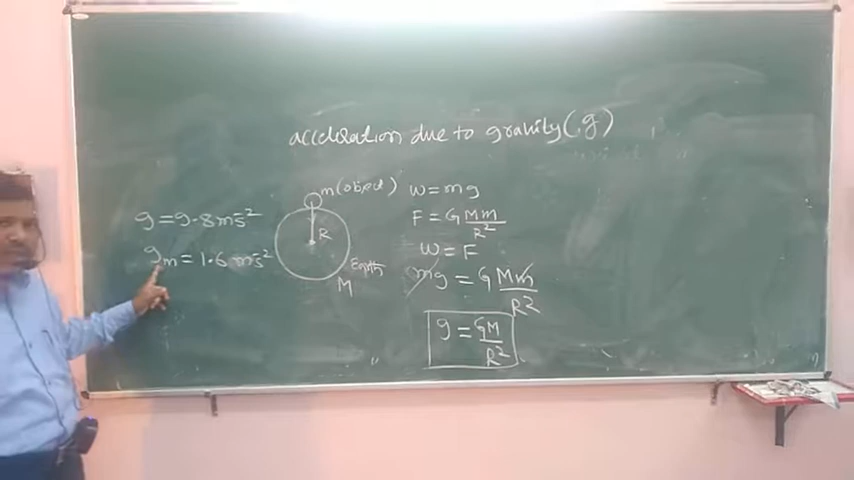 acceleration due to gravity (g)
m(object)
R
Earth
M
g = 9.8 ms⁻²
gm = 1.6 ms⁻²
W = mg
F = G Mm/R²
W = F
mg = G Mm/R²
g = GM/R²